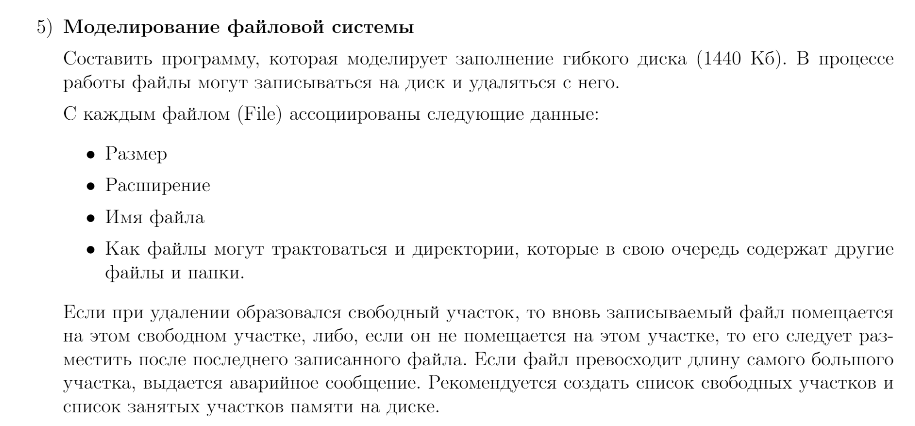 5) Моделирование файловой системы
Составить программу, которая моделирует заполнение гибкого диска (1440 Кб). В процессе
работы файлы могут записываться на диск и удаляться с него.
С каждым файлом (File) ассоциированы следующие данные:
• Размер
• Расширение
• Имя файла
• Как файлы могут трактоваться и директории, которые в свою очередь содержат другие
файлы и папки.
Если при удалении образовался свободный участок, то вновь записываемый файл помещается
на этом свободном участке, либо, если он не помещается на этом участке, то его следует раз-
местить после последнего записанного файла. Если файл превосходит длину самого большого
участка, выдается аварийное сообщение. Рекомендуется создать список свободных участков и
список занятых участков памяти на диске.